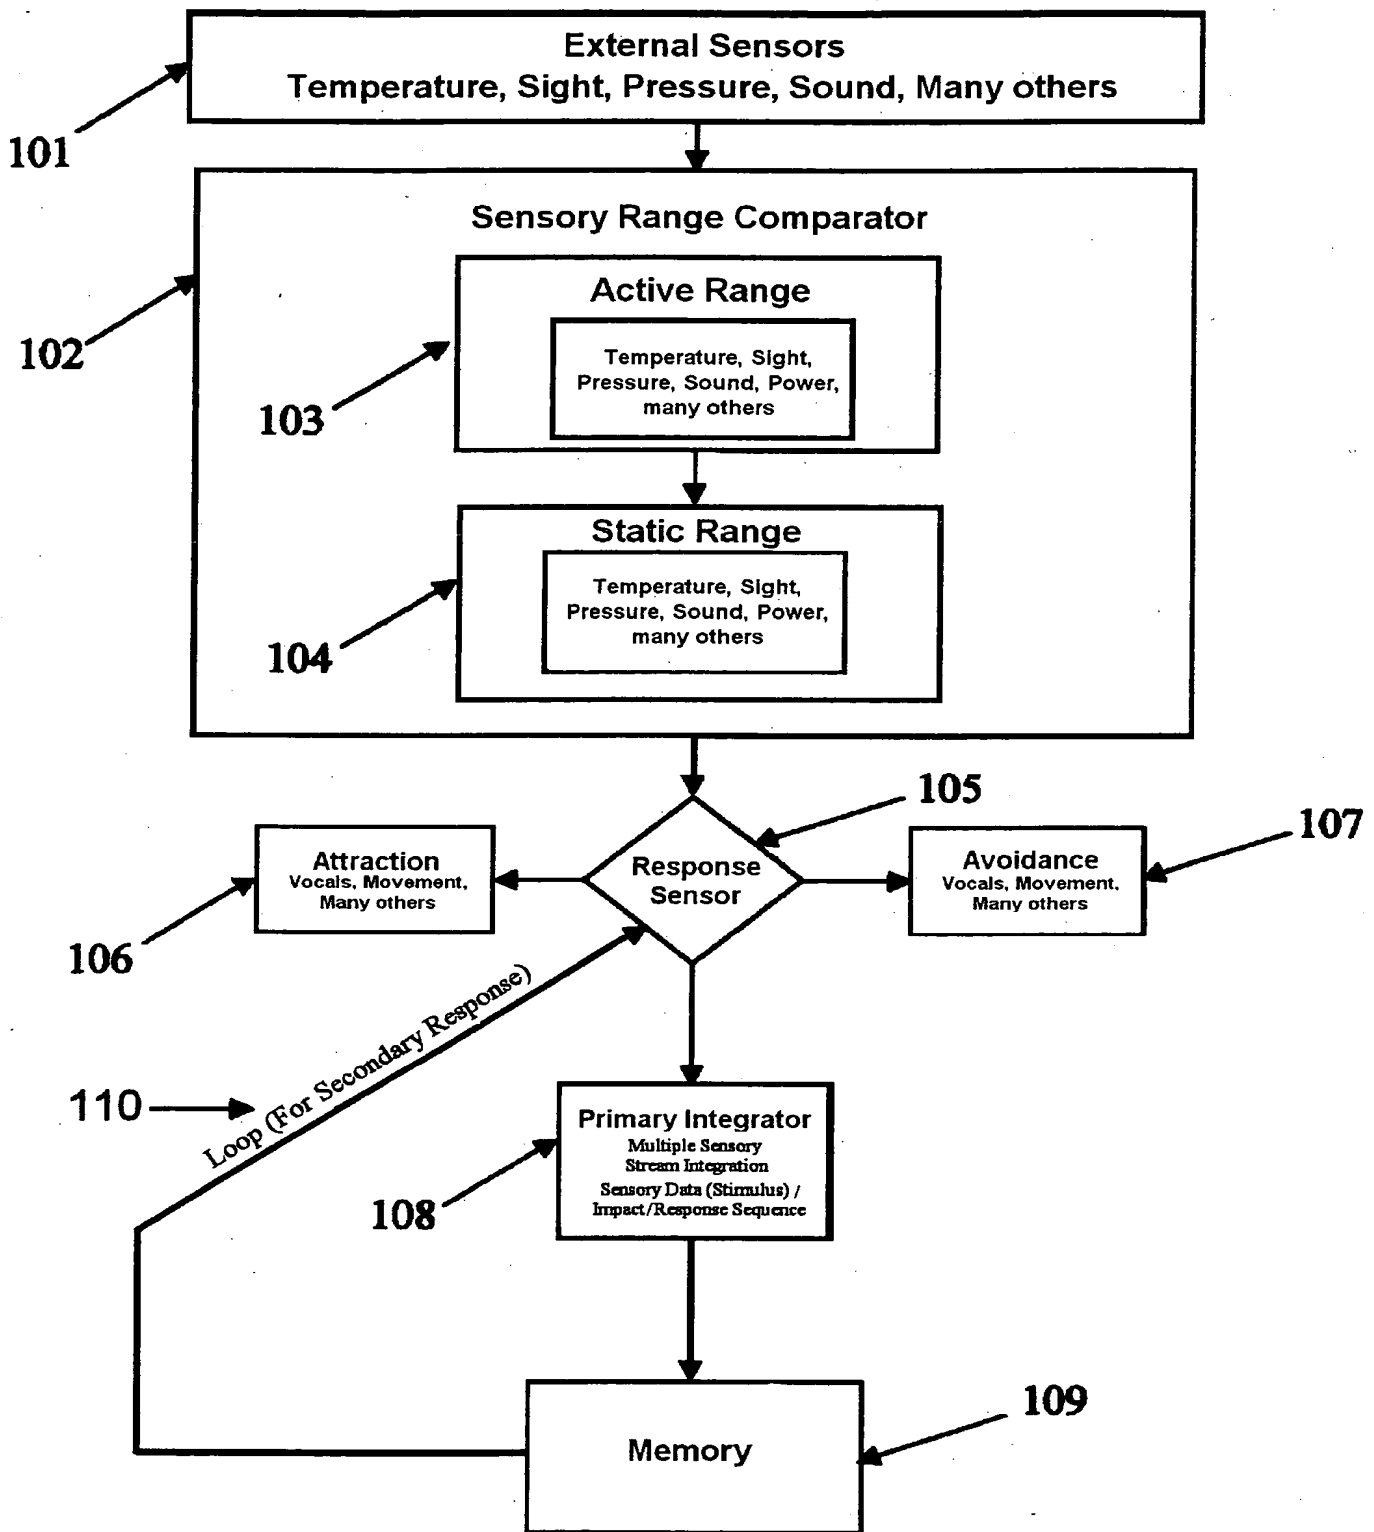 External Sensors
Temperature, Sight, Pressure, Sound, Many others
101
Sensory Range Comparator
102
Active Range
Temperature, Sight,
Pressure, Sound, Power,
many others
103
Static Range
Temperature, Sight,
Pressure, Sound, Power,
many others
104
105
107
Attraction
Vocals, Movement,
Many others
106
Response
Sensor
Avoidance
Vocals, Movement,
Many others
Loop (For Secondary Response)
110
Primary Integrator
Multiple Sensory
Stream Integration
Sensory Data (Stimulus) /
Impact/Response Sequence
108
Memory
109